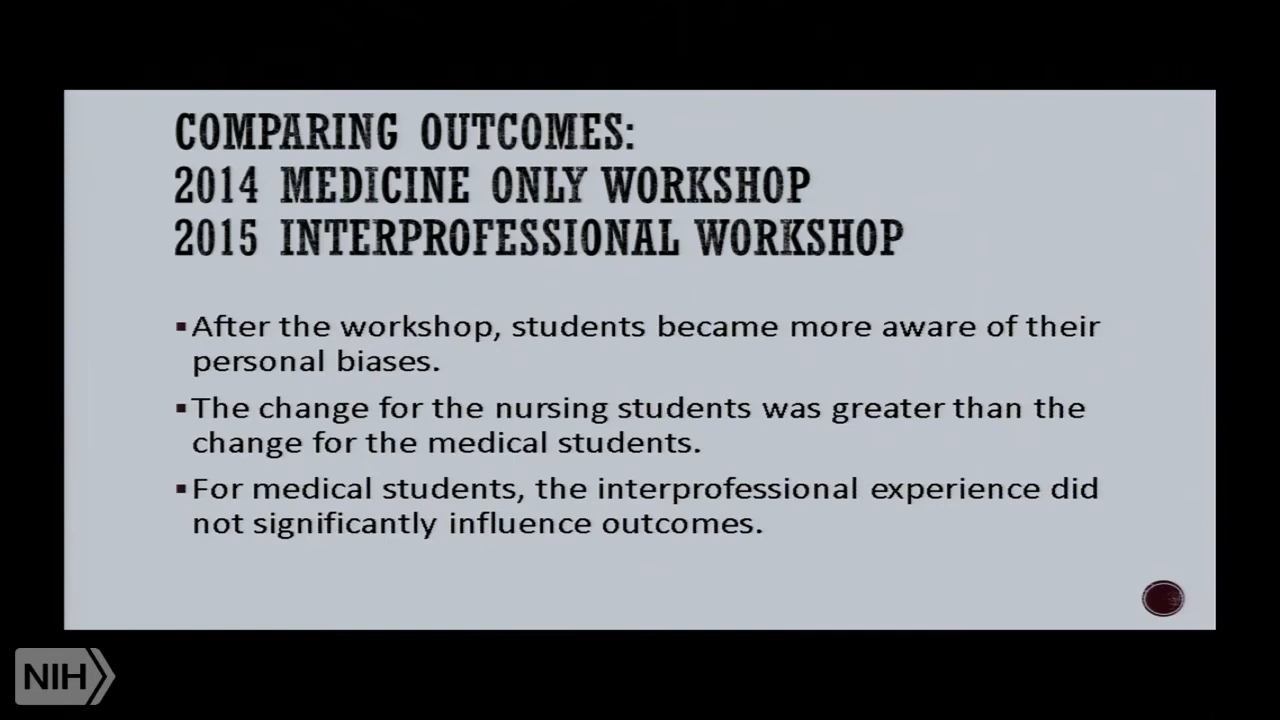 COMPARING OUTCOMES:
2014 MEDICINE ONLY WORKSHOP
2015 INTERPROFESSIONAL WORKSHOP
▪After the workshop, students became more aware of their
personal biases.
▪The change for the nursing students was greater than the
change for the medical students.
▪For medical students, the interprofessional experience did
not significantly influence outcomes.
NIH